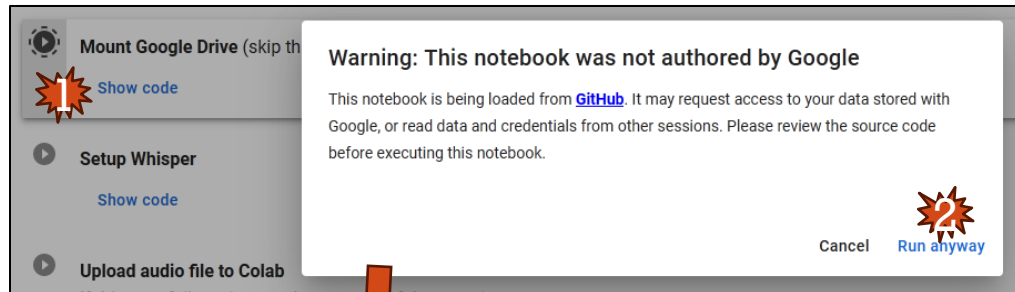 Mount Google Drive (skip th
1
Show code
Setup Whisper
Show code
Upload audio file to Colab
Warning: This notebook was not authored by Google
This notebook is being loaded from GitHub. It may request access to your data stored with
Google, or read data and credentials from other sessions. Please review the source code
before executing this notebook.
2
Cancel Run anyway